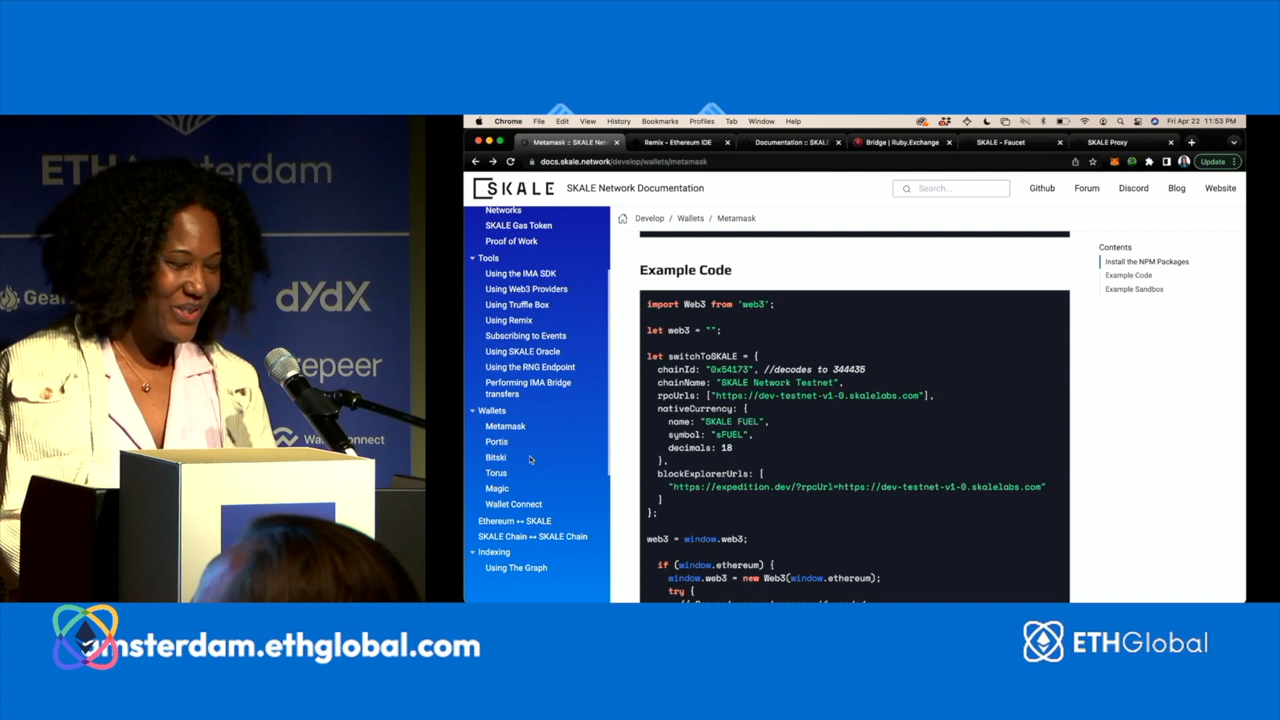 ETHAmsterdam
Gear
dYdX
repeer
WalletConnect
Chrome File Edit View History Bookmarks Profiles Tab Window Help
Fri Apr 22 11:53 PM
Metamask :: SKALE Net
Remix - Ethereum IDE
Documentation :: SKAL
Bridge | Ruby.Exchange
SKALE - Faucet
SKALE Proxy
docs.skale.network/develop/wallets/metamask
Update
SKALE
SKALE Network Documentation
Search...
Github
Forum
Discord
Blog
Website
Networks
SKALE Gas Token
Proof of Work
Tools
Using the IMA SDK
Using Web3 Providers
Using Truffle Box
Using Remix
Subscribing to Events
Using SKALE Oracle
Using the RNG Endpoint
Performing IMA Bridge
transfers
Wallets
Metamask
Portis
Bitski
Torus
Magic
Wallet Connect
Ethereum ↔ SKALE
SKALE Chain ↔ SKALE Chain
Indexing
Using The Graph
Develop / Wallets / Metamask
Example Code
import Web3 from 'web3';
let web3 = "";
let switchToSKALE = {
chainId: "0x54173", //decodes to 344435
chainName: "SKALE Network Testnet",
rpcUrls: ["https://dev-testnet-v1-0.skalelabs.com"],
nativeCurrency: {
name: "SKALE FUEL",
symbol: "sFUEL",
decimals: 18
},
blockExplorerUrls: [
"https://expedition.dev/?rpcUrl=https://dev-testnet-v1-0.skalelabs.com"
]
};
web3 = window.web3;
if (window.ethereum) {
window.web3 = new Web3(window.ethereum);
try {
Contents
Install the NPM Packages
Example Code
Example Sandbox
amsterdam.ethglobal.com
ETHGlobal